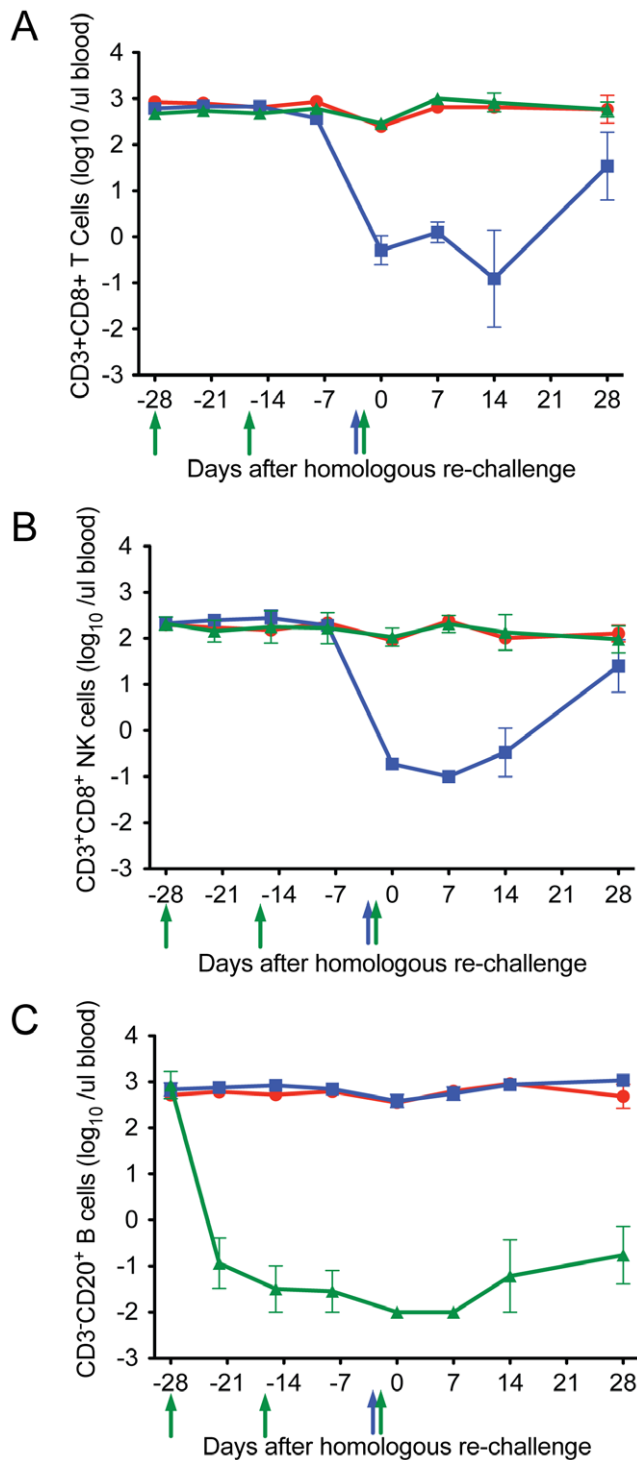 A
CD3+CD8+ T Cells (log10 /ul blood)
4
3
2
1
0
-1
-2
-3
-28 -21 -14 -7 0 7 14 21 28
Days after homologous re-challenge
B
CD3⁺CD8⁺ NK cells (log₁₀ /ul blood)
4
3
2
1
0
-1
-2
-3
-28 -21 -14 -7 0 7 14 21 28
Days after homologous re-challenge
C
CD3⁻CD20⁺ B cells (log₁₀ /ul blood)
4
3
2
1
0
-1
-2
-3
-28 -21 -14 -7 0 7 14 21 28
Days after homologous re-challenge